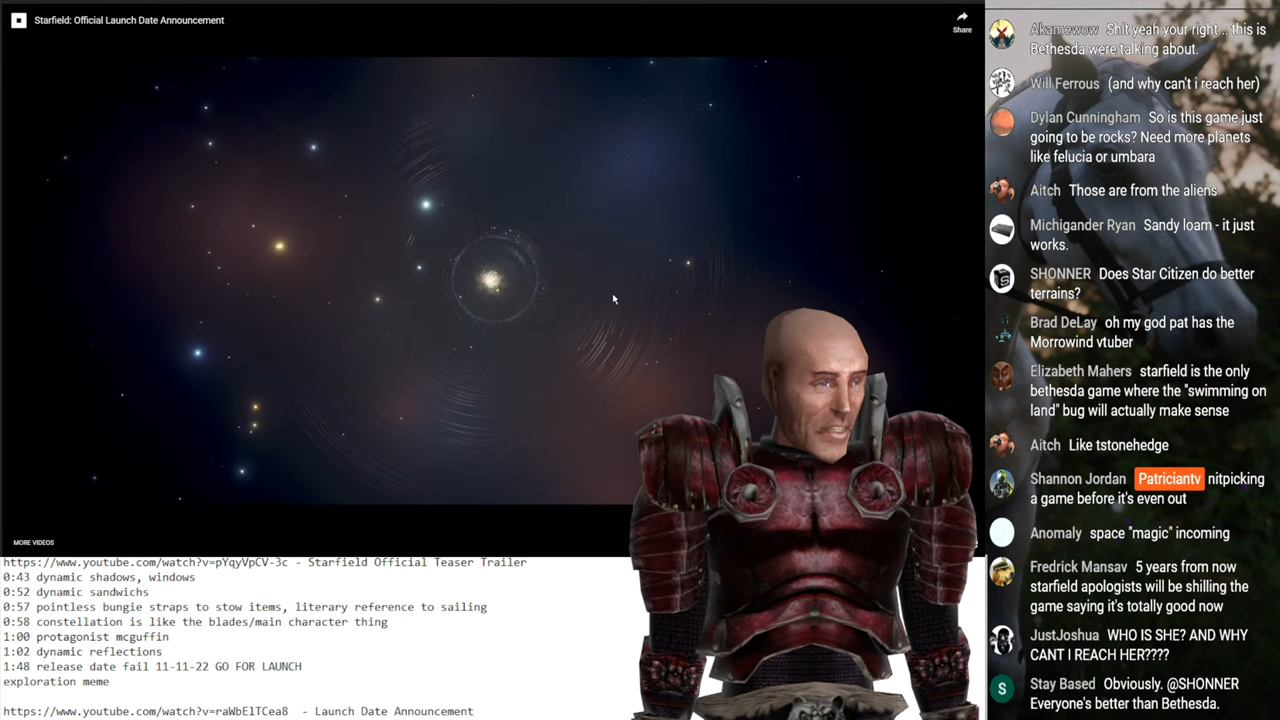 Starfield: Official Launch Date Announcement
Share
MORE VIDEOS
https://www.youtube.com/watch?v=pYqyVpCV-3c - Starfield Official Teaser Trailer
0:43 dynamic shadows, windows
0:52 dynamic sandwichs
0:57 pointless bungie straps to stow items, literary reference to sailing
0:58 constellation is like the blades/main character thing
1:00 protagonist mcguffin
1:02 dynamic reflections
1:48 release date fail 11-11-22 GO FOR LAUNCH
exploration meme
https://www.youtube.com/watch?v=raWbElTCea8 - Launch Date Announcement
Akamewow Shit yeah your right... this is
Bethesda were talking about.
Will Ferrous (and why can't i reach her)
Dylan Cunningham So is this game just
going to be rocks? Need more planets
like felucia or umbara
Aitch Those are from the aliens
Michigander Ryan Sandy loam - it just
works.
SHONNER Does Star Citizen do better
terrains?
Brad DeLay oh my god pat has the
Morrowind vtuber
Elizabeth Mahers starfield is the only
bethesda game where the "swimming on
land" bug will actually make sense
Aitch Like tstonehedge
Shannon Jordan Patriciantv nitpicking
a game before it's even out
Anomaly space "magic" incoming
Fredrick Mansav 5 years from now
starfield apologists will be shilling the
game saying it's totally good now
JustJoshua WHO IS SHE? AND WHY
CANT I REACH HER????
S
Stay Based Obviously. @SHONNER
Everyone's better than Bethesda.